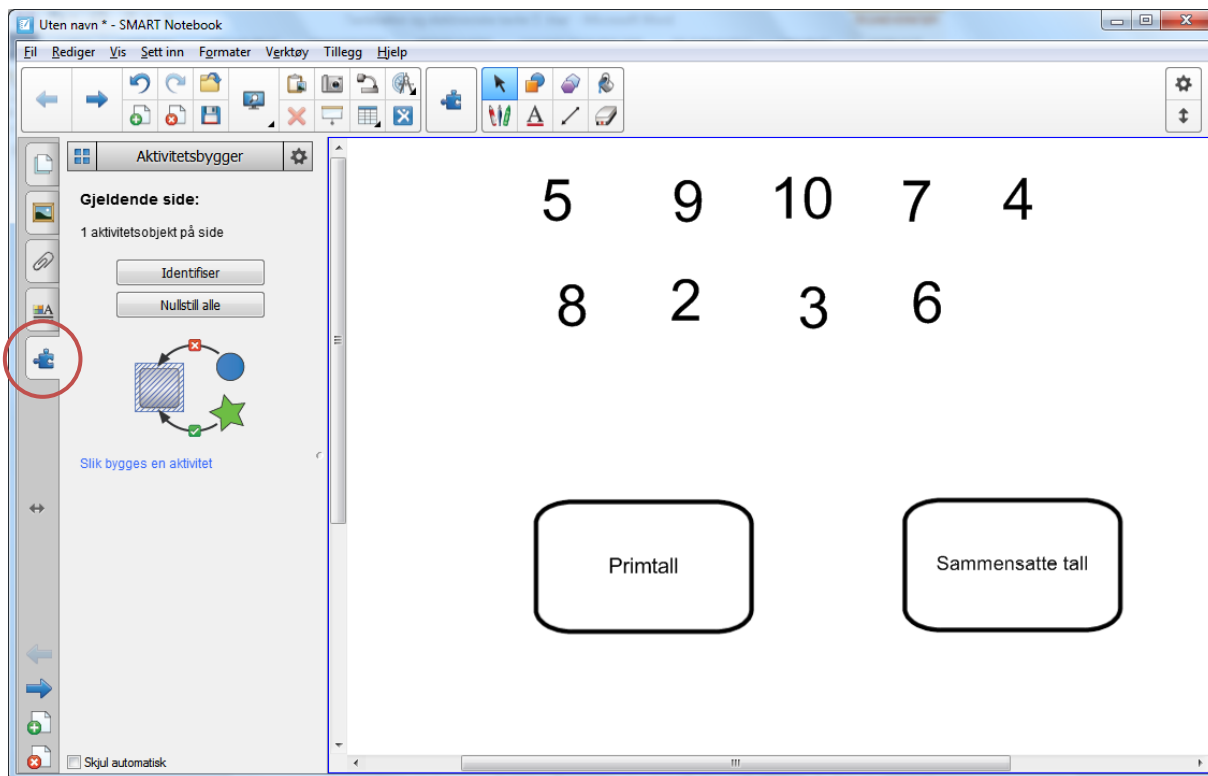 Uten navn * - SMART Notebook
Fil Rediger Vis Sett inn Formater Verktøy Tillegg Hjelp
Aktivitetsbygger
Gjeldende side:
1 aktivitetsobjekt på side
Identifiser
Nullstill alle
Slik bygges en aktivitet
Skjul automatisk
5 9 10 7 4
8 2 3 6
Primtall
Sammensatte tall